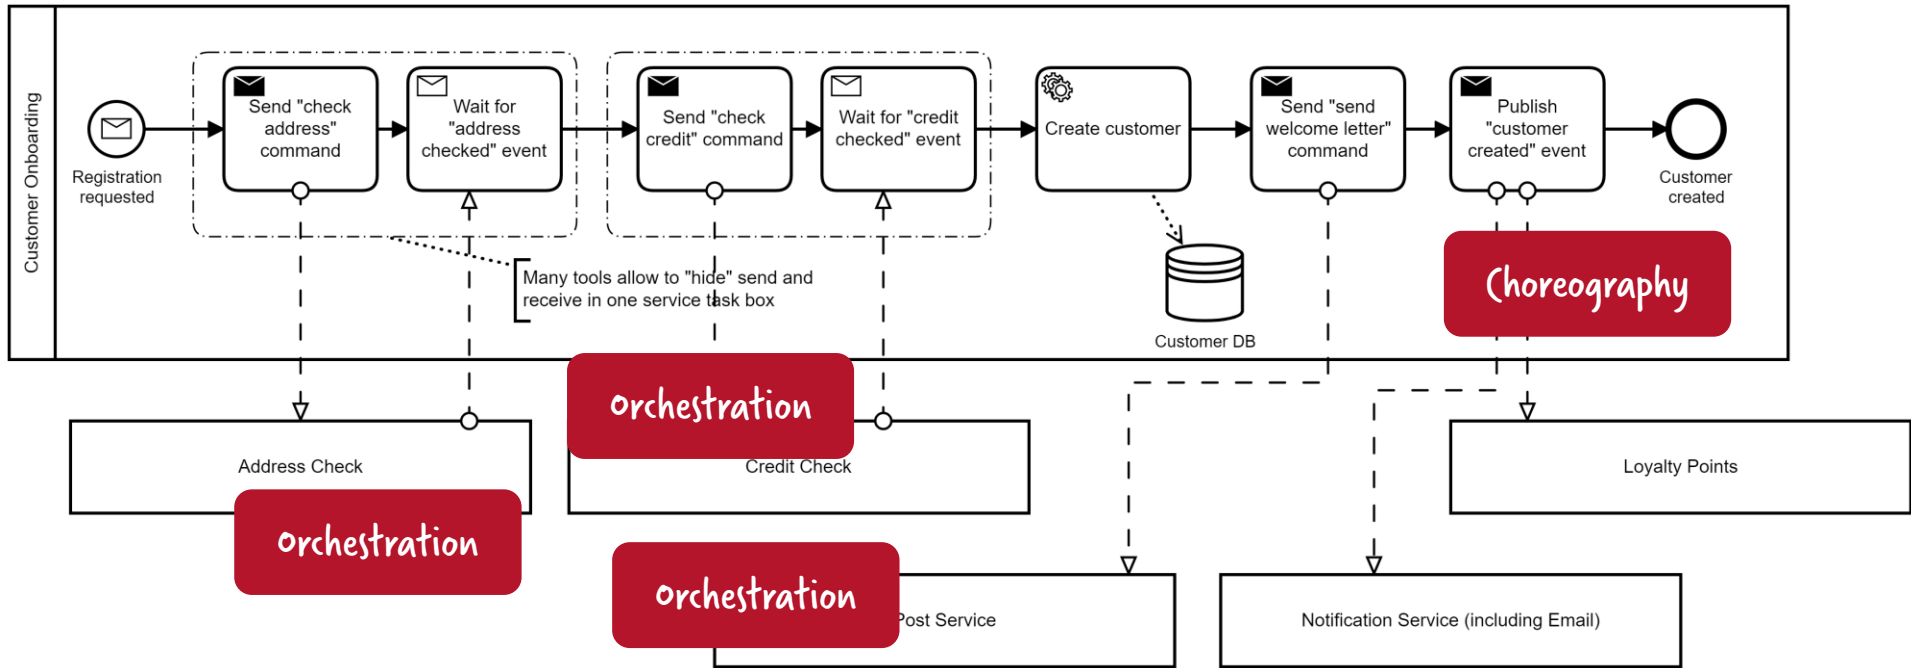 Customer Onboarding
Registration
requested
Send "check
address"
command
Wait for
"address
checked" event
Send "check
credit" command
Wait for "credit
checked" event
Create customer
Send "send
welcome letter"
command
Publish
"customer
created" event
Customer
created
Many tools allow to "hide" send and
receive in one service task box
Customer DB
Choreography
Orchestration
Address Check
Credit Check
Loyalty Points
Orchestration
Orchestration
Post Service
Notification Service (including Email)